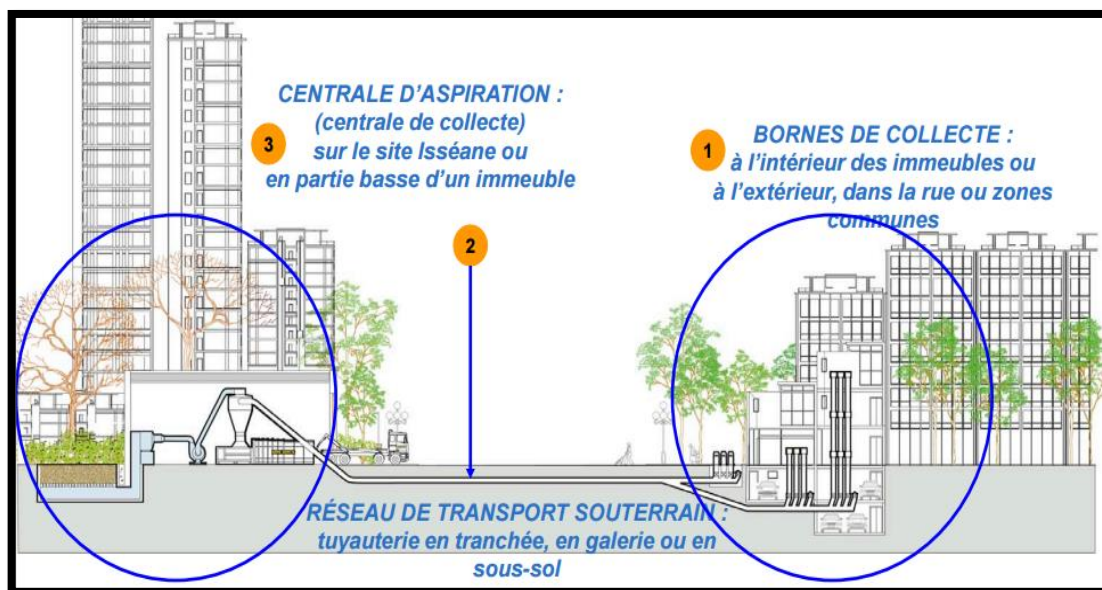 CENTRALE D'ASPIRATION :
(centrale de collecte)
3
sur le site Isséane ou
en partie basse d'un immeuble
BORNES DE COLLECTE :
1
à l'intérieur des immeubles ou
à l'extérieur, dans la rue ou zones
communes
2
RÉSEAU DE TRANSPORT SOUTERRAIN :
tuyauterie en tranchée, en galerie ou en
sous-sol